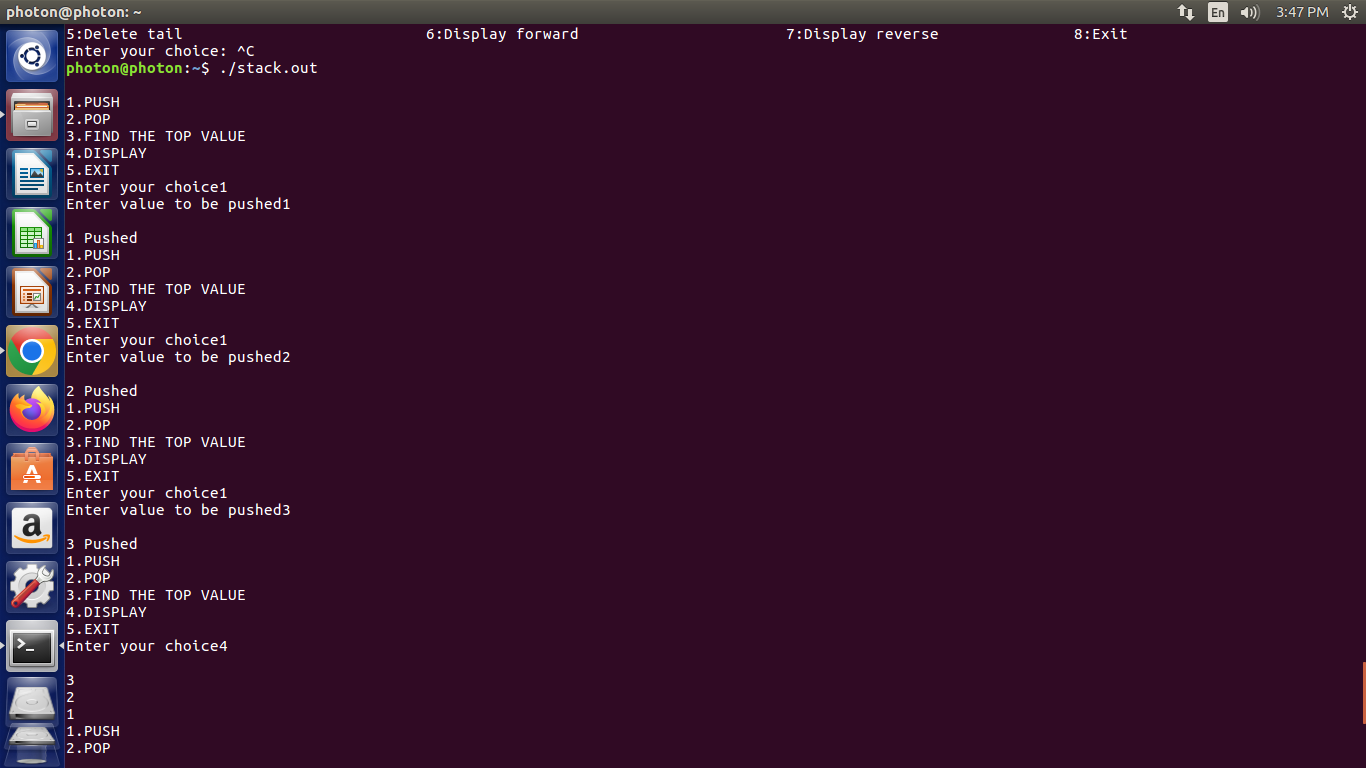 photon@photon: ~ En 3:47 PM
5:Delete tail 6:Display forward 7:Display reverse 8:Exit
Enter your choice: ^C
photon@photon:~$ ./stack.out
1.PUSH
2.POP
3.FIND THE TOP VALUE
4.DISPLAY
5.EXIT
Enter your choice1
Enter value to be pushed1
1 Pushed
1.PUSH
2.POP
3.FIND THE TOP VALUE
4.DISPLAY
5.EXIT
Enter your choice1
Enter value to be pushed2
2 Pushed
1.PUSH
2.POP
3.FIND THE TOP VALUE
4.DISPLAY
5.EXIT
Enter your choice1
Enter value to be pushed3
3 Pushed
1.PUSH
2.POP
3.FIND THE TOP VALUE
4.DISPLAY
5.EXIT
Enter your choice4
3
2
1
1.PUSH
2.POP